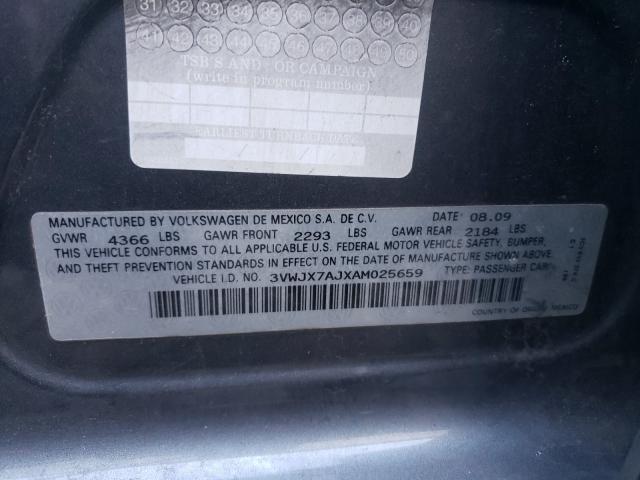 31 32 33 34 35 36 37 38 39 40
41 42 43 44 45 46 47 48 49 50
TSB'S AND / OR CAMPAIGN
(write in program number)
EARLIEST TURNBACK DATE
/ /
MANUFACTURED BY VOLKSWAGEN DE MEXICO S.A. DE C.V. DATE 08.09
GVWR 4366 LBS GAWR FRONT 2293 LBS GAWR REAR 2184 LBS
THIS VEHICLE CONFORMS TO ALL APPLICABLE U.S. FEDERAL MOTOR VEHICLE SAFETY, BUMPER,
AND THEFT PREVENTION STANDARDS IN EFFECT ON THE DATE OF MANUFACTURE SHOWN ABOVE.
VEHICLE I.D. NO. 3VWJX7AJXAM025659 TYPE: PASSENGER CAR
COUNTRY OF ORIGIN: MEXICO